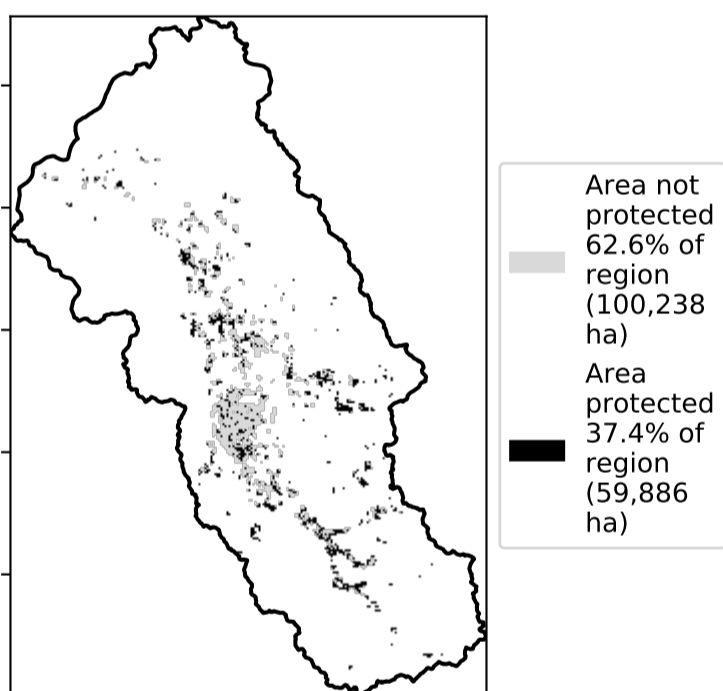 Area not
protected
62.6% of
region
(100,238
ha)
Area
protected
37.4% of
region
(59,886
ha)